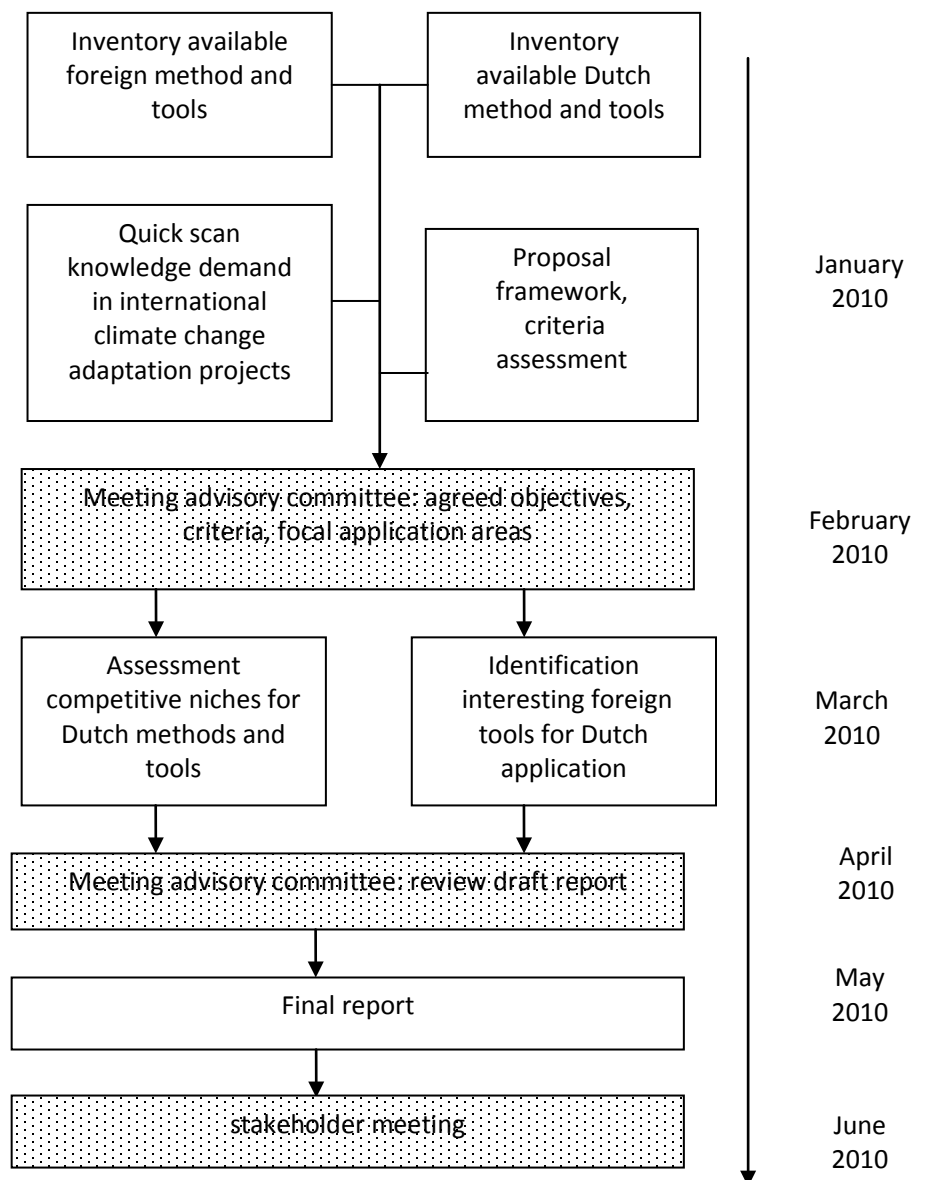 Inventory available
foreign method and
tools
Inventory
available Dutch
method and tools
Quick scan
knowledge demand
in international
climate change
adaptation projects
Proposal
framework,
criteria
assessment
January
2010
Meeting advisory committee: agreed objectives,
criteria, focal application areas
February
2010
Assessment
competitive niches for
Dutch methods and
tools
Identification
interesting foreign
tools for Dutch
application
March
2010
Meeting advisory committee: review draft report
April
2010
Final report
May
2010
stakeholder meeting
June
2010